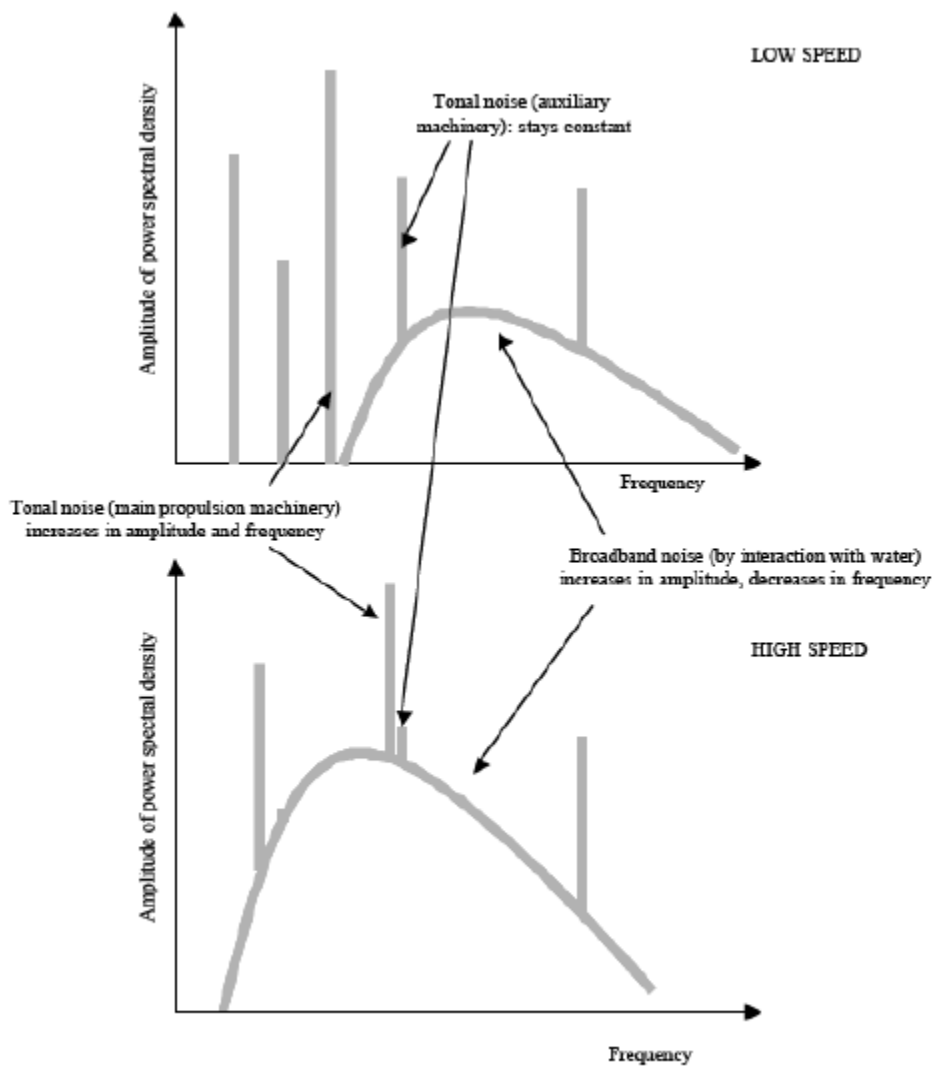 LOW SPEED
Amplitude of power spectral density
Tonal noise (auxiliary
machinery): stays constant
Frequency
Tonal noise (main propulsion machinery)
increases in amplitude and frequency
Broadband noise (by interaction with water)
increases in amplitude, decreases in frequency
HIGH SPEED
Amplitude of power spectral density
Frequency